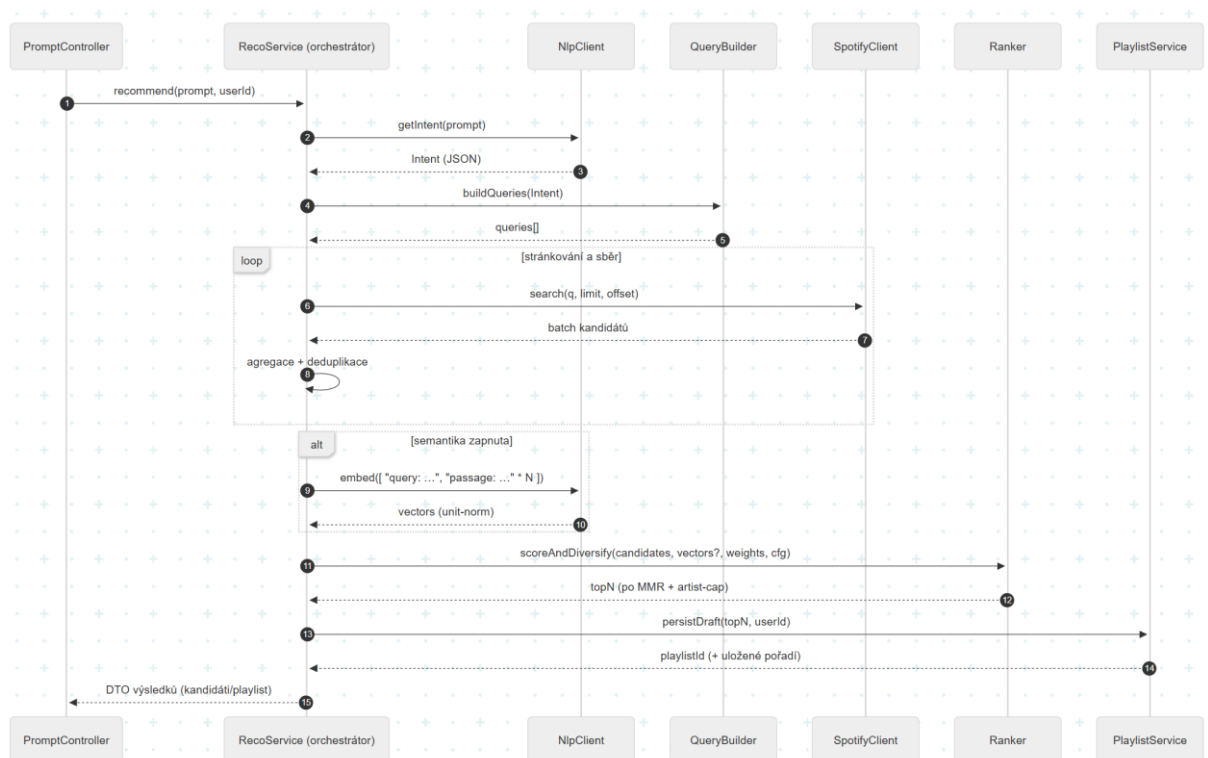 PromptController
RecoService (orchestrátor)
NlpClient
QueryBuilder
SpotifyClient
Ranker
PlaylistService
recommend(prompt, userId)
1
getIntent(prompt)
2
Intent (JSON)
3
buildQueries(Intent)
4
queries[]
5
loop
[stránkování a sběr]
search(q, limit, offset)
6
batch kandidátů
7
agregace + deduplikace
8
alt
[semantika zapnuta]
embed([ "query: …", "passage: …" * N ])
9
vectors (unit-norm)
10
scoreAndDiversify(candidates, vectors?, weights, cfg)
11
topN (po MMR + artist-cap)
12
persistDraft(topN, userId)
13
playlistId (+ uložené pořadí)
14
DTO výsledků (kandidáti/playlist)
15
PromptController
RecoService (orchestrátor)
NlpClient
QueryBuilder
SpotifyClient
Ranker
PlaylistService